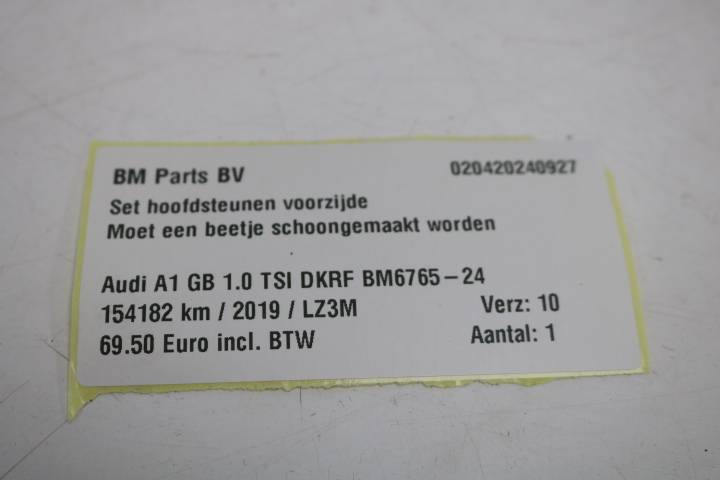 BM Parts BV 020420240927
Set hoofdsteunen voorzijde
Moet een beetje schoongemaakt worden
Audi A1 GB 1.0 TSI DKRF BM6765-24
154182 km / 2019 / LZ3M Verz: 10
69.50 Euro incl. BTW Aantal: 1